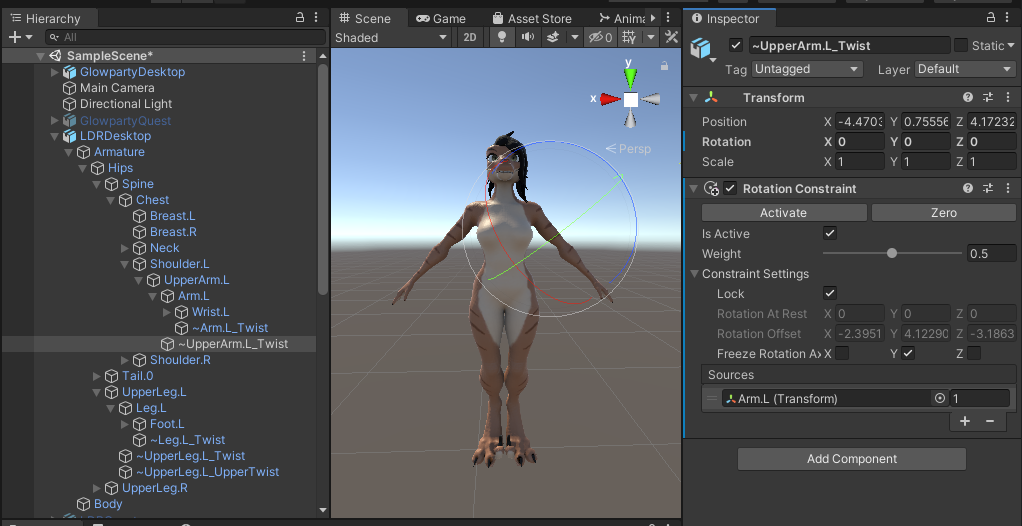 Hierarchy
All
SampleScene*
GlowpartyDesktop
Main Camera
Directional Light
GlowpartyQuest
LDRDesktop
Armature
Hips
Spine
Chest
Breast.L
Breast.R
Neck
Shoulder.L
UpperArm.L
Arm.L
Wrist.L
~Arm.L_Twist
~UpperArm.L_Twist
Shoulder.R
Tail.0
UpperLeg.L
Leg.L
Foot.L
~Leg.L_Twist
~UpperLeg.L_Twist
~UpperLeg.L_UpperTwist
UpperLeg.R
Body
Scene Game Asset Store Anima
Shaded 2D 0
y
x
Persp
Inspector
~UpperArm.L_Twist Static
Tag Untagged Layer Default
Transform
Position X -4.4703 Y 0.75556 Z 4.17232
Rotation X 0 Y 0 Z 0
Scale X 1 Y 1 Z 1
Rotation Constraint
Activate Zero
Is Active
Weight 0.5
Constraint Settings
Lock
Rotation At Rest X 0 Y 0 Z 0
Rotation Offset X -2.3951 Y 4.12290 Z -3.1863
Freeze Rotation Ax X Y Z
Sources
Arm.L (Transform) 1
Add Component